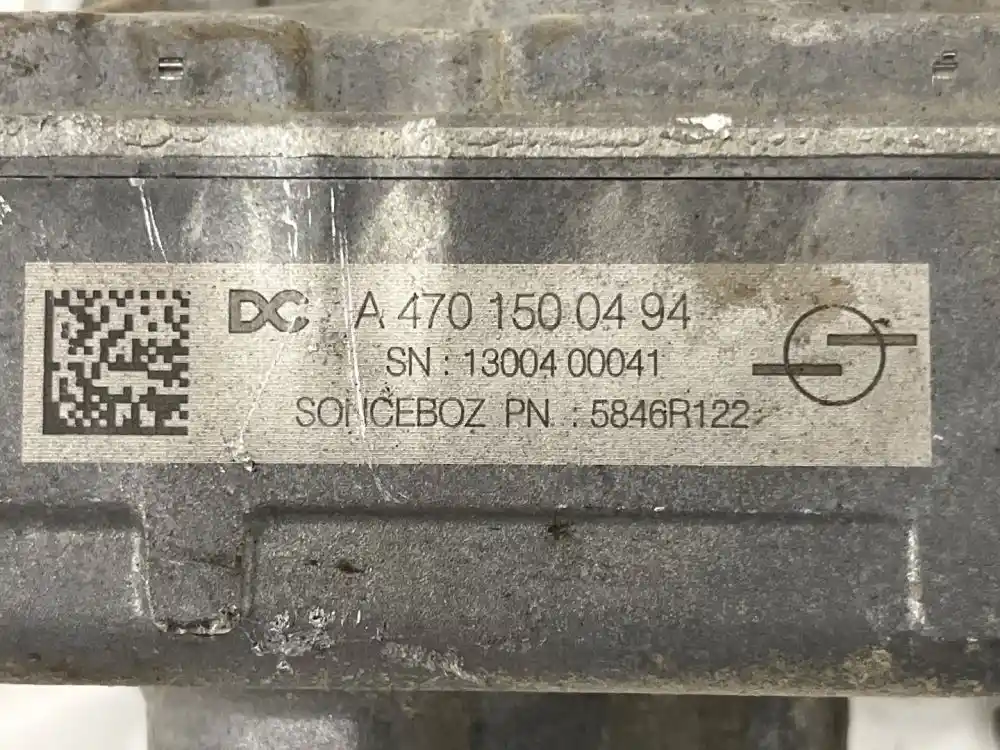 DC A 470 150 04 94
SN : 13004 00041
SONCEBOZ PN : 5846R122